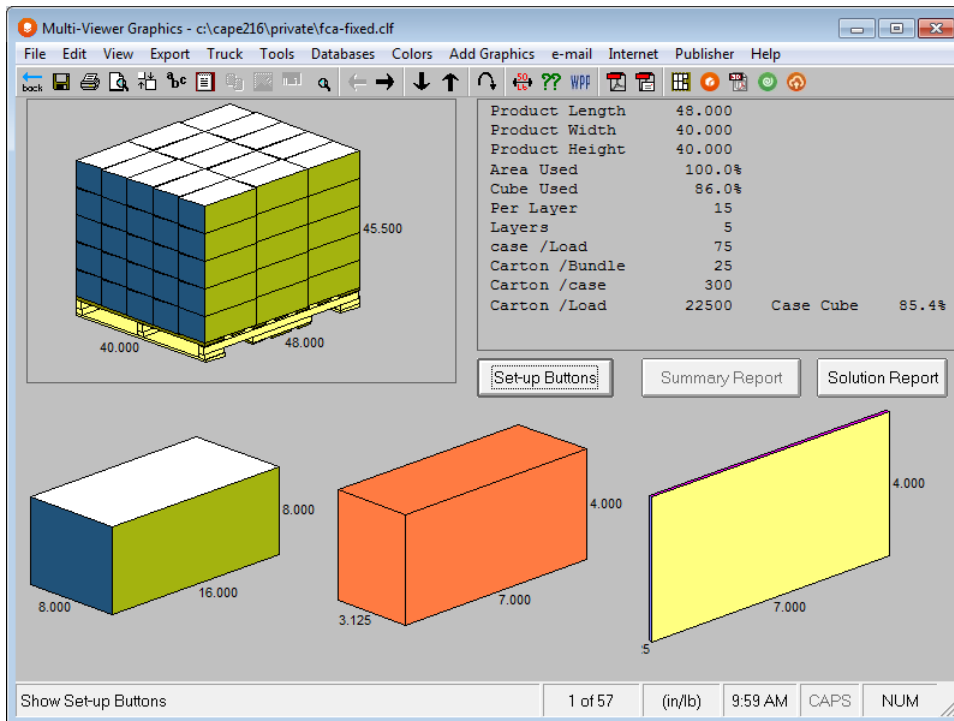 Multi-Viewer Graphics - c:\cape216\private\fca-fixed.clf
File Edit View Export Truck Tools Databases Colors Add Graphics e-mail Internet Publisher Help
back abc 50 L6 ?? WPF
Product Length 48.000
Product Width 40.000
Product Height 40.000
Area Used 100.0%
Cube Used 86.0%
Per Layer 15
Layers 5
case /Load 75
Carton /Bundle 25
Carton /case 300
Carton /Load 22500 Case Cube 85.4%
45.500
40.000
48.000
Set-up Buttons Summary Report Solution Report
8.000
8.000
16.000
4.000
3.125
7.000
4.000
7.000
:5
Show Set-up Buttons 1 of 57 (in/lb) 9:59 AM CAPS NUM